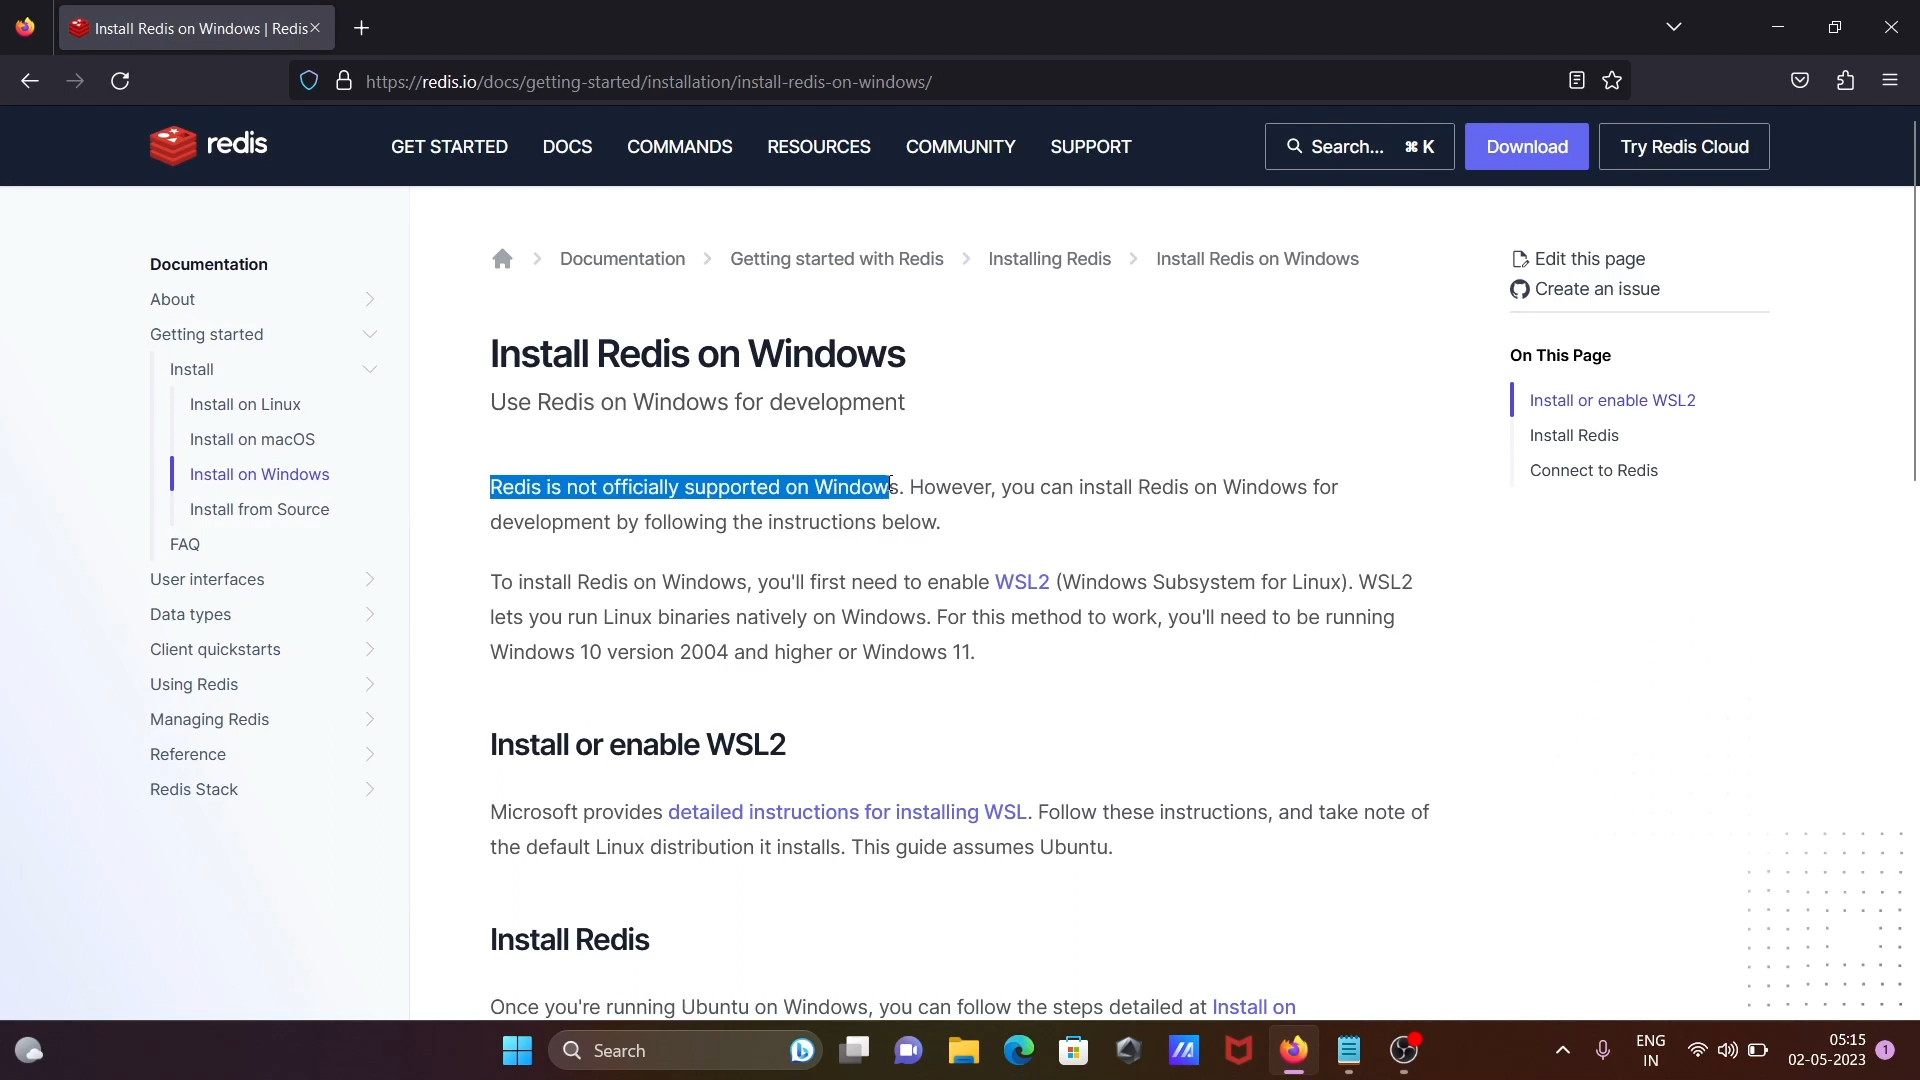 Install Redis on Windows | Redis
https://redis.io/docs/getting-started/installation/install-redis-on-windows/
redis
GET STARTED
DOCS
COMMANDS
RESOURCES
COMMUNITY
SUPPORT
Search...
⌘ K
Download
Try Redis Cloud
Documentation
About
Getting started
Install
Install on Linux
Install on macOS
Install on Windows
Install from Source
FAQ
User interfaces
Data types
Client quickstarts
Using Redis
Managing Redis
Reference
Redis Stack
Documentation
Getting started with Redis
Installing Redis
Install Redis on Windows
Install Redis on Windows
Use Redis on Windows for development
Redis is not officially supported on Windows. However, you can install Redis on Windows for
development by following the instructions below.
To install Redis on Windows, you'll first need to enable WSL2 (Windows Subsystem for Linux). WSL2
lets you run Linux binaries natively on Windows. For this method to work, you'll need to be running
Windows 10 version 2004 and higher or Windows 11.
Install or enable WSL2
Microsoft provides detailed instructions for installing WSL. Follow these instructions, and take note of
the default Linux distribution it installs. This guide assumes Ubuntu.
Install Redis
Once you're running Ubuntu on Windows, you can follow the steps detailed at Install on
Edit this page
Create an issue
On This Page
Install or enable WSL2
Install Redis
Connect to Redis
Search
ENG
IN
05:15
02-05-2023
1